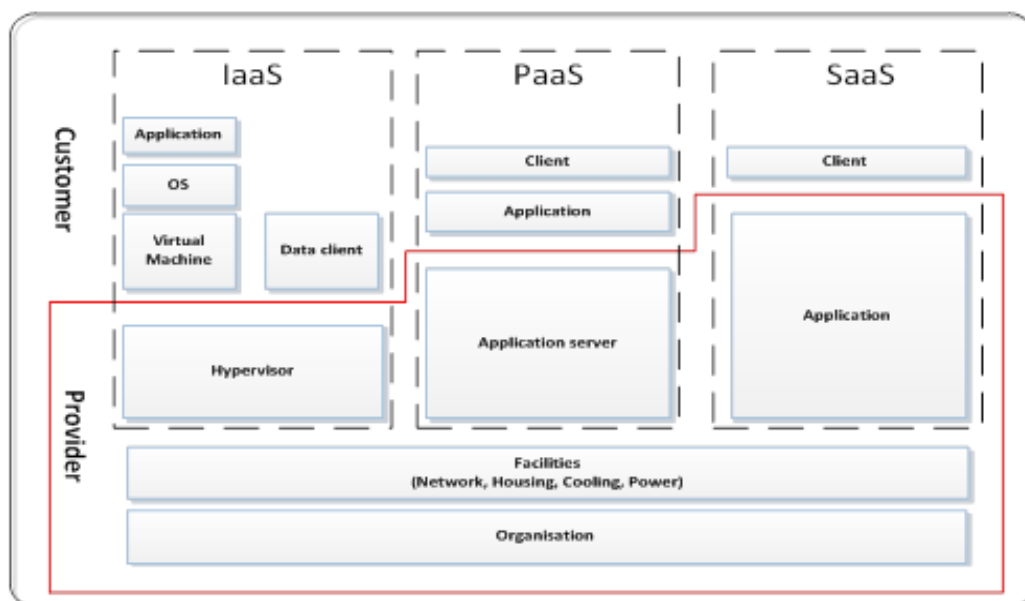 IaaS
PaaS
SaaS
Customer
Application
OS
Virtual
Machine
Data client
Hypervisor
Client
Application
Application server
Client
Application
Provider
Facilities
(Network, Housing, Cooling, Power)
Organisation